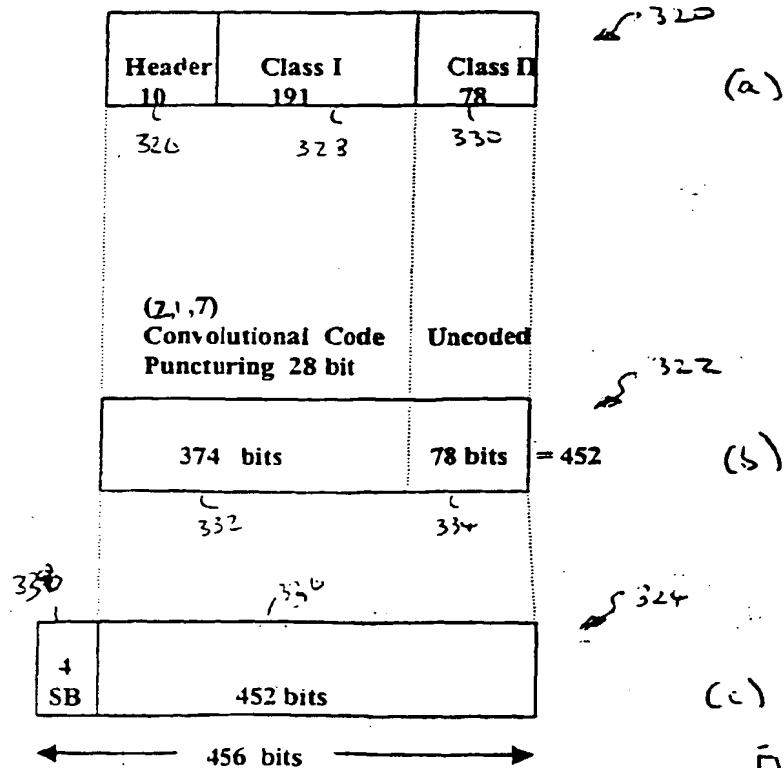 320
Header Class I Class II
10 191 78
(a)
326 328 330
(2,1,7)
Convolutional Code Uncoded
Puncturing 28 bit
322
374 bits 78 bits = 452
(b)
332 334
336
324
4
SB 452 bits
(c)
456 bits